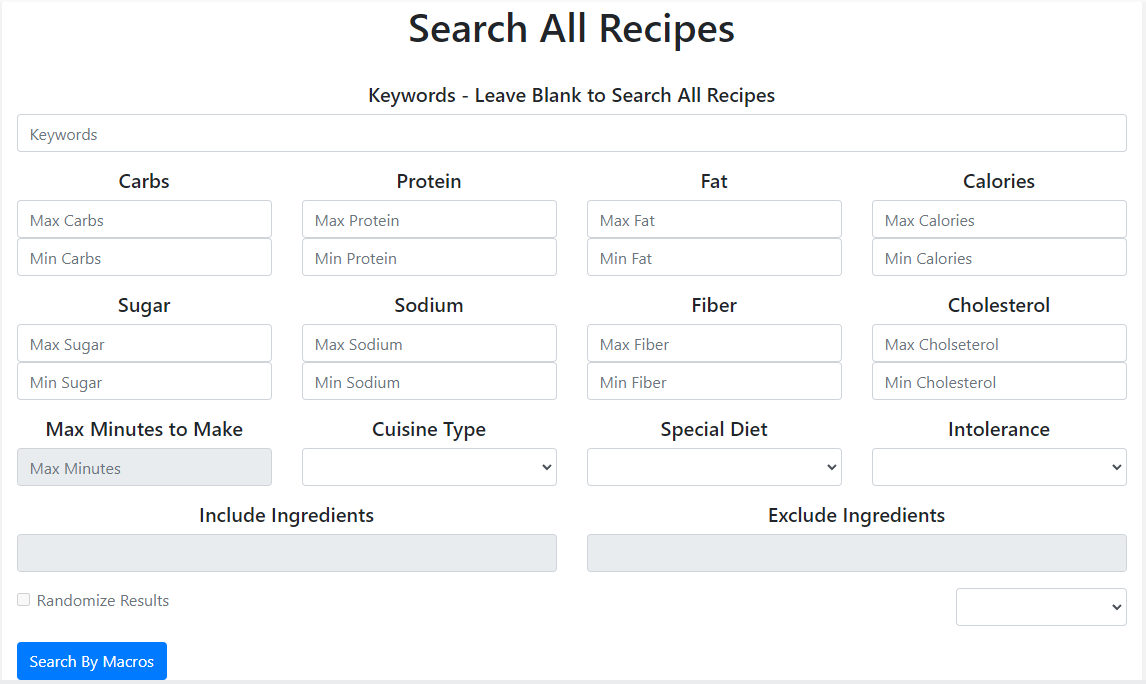 Search All Recipes
Keywords - Leave Blank to Search All Recipes
Keywords
Carbs Protein Fat Calories
Max Carbs Max Protein Max Fat Max Calories
Min Carbs Min Protein Min Fat Min Calories
Sugar Sodium Fiber Cholesterol
Max Sugar Max Sodium Max Fiber Max Cholseterol
Min Sugar Min Sodium Min Fiber Min Cholesterol
Max Minutes to Make Cuisine Type Special Diet Intolerance
Max Minutes
Include Ingredients Exclude Ingredients
Randomize Results
Search By Macros